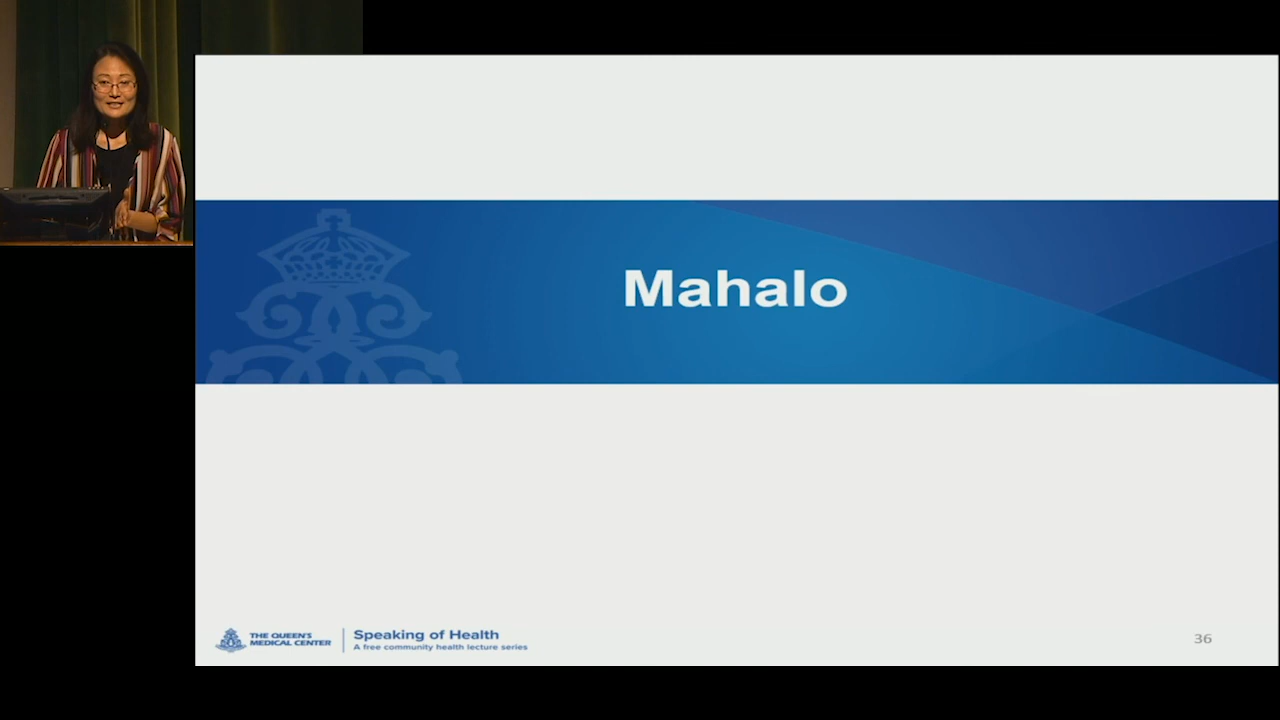 Mahalo
THE QUEEN'S
MEDICAL CENTER
Speaking of Health
A free community health lecture series
36